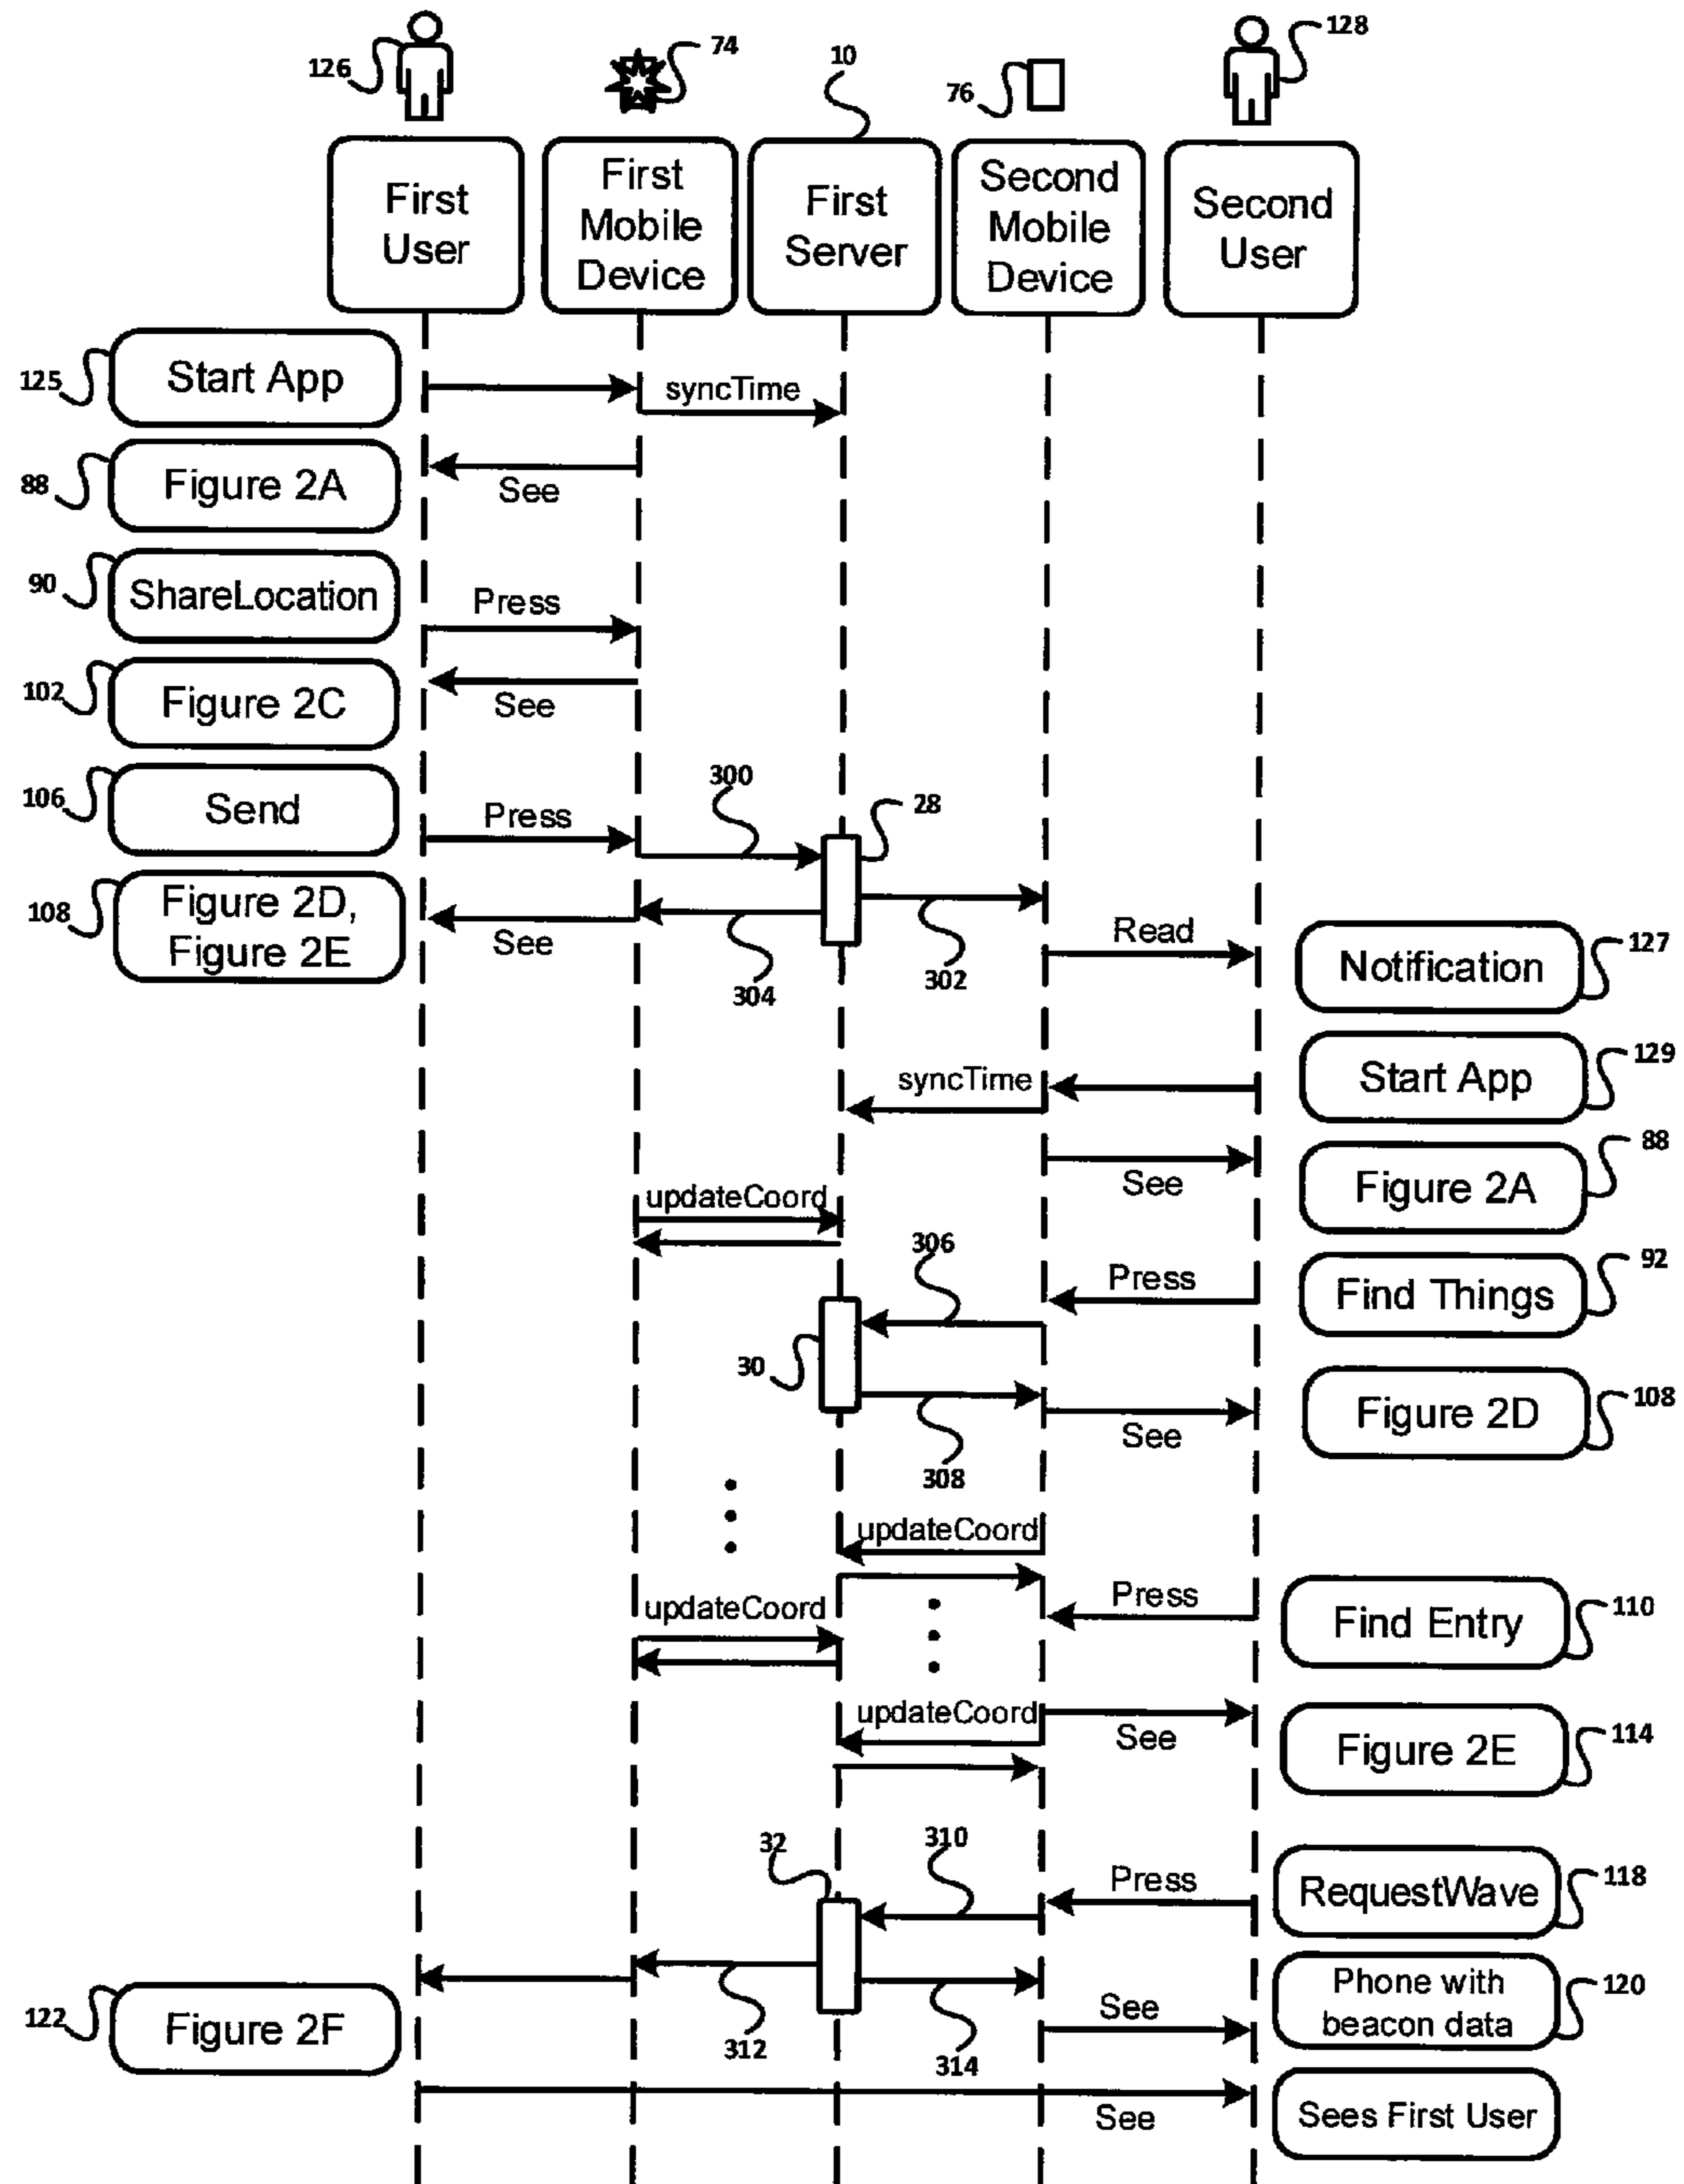 126
74
10
76
128
First
User
First
Mobile
Device
First
Server
Second
Mobile
Device
Second
User
125
Start App
syncTime
88
Figure 2A
See
90
ShareLocation
Press
102
Figure 2C
See
106
Send
Press
300
28
108
Figure 2D,
Figure 2E
See
304
302
Read
Notification
127
syncTime
Start App
129
See
Figure 2A
88
updateCoord
306
Press
Find Things
92
30
308
See
Figure 2D
108
updateCoord
updateCoord
Press
Find Entry
110
updateCoord
See
Figure 2E
114
32
310
Press
RequestWave
118
122
Figure 2F
312
314
See
Phone with
beacon data
120
See
Sees First User